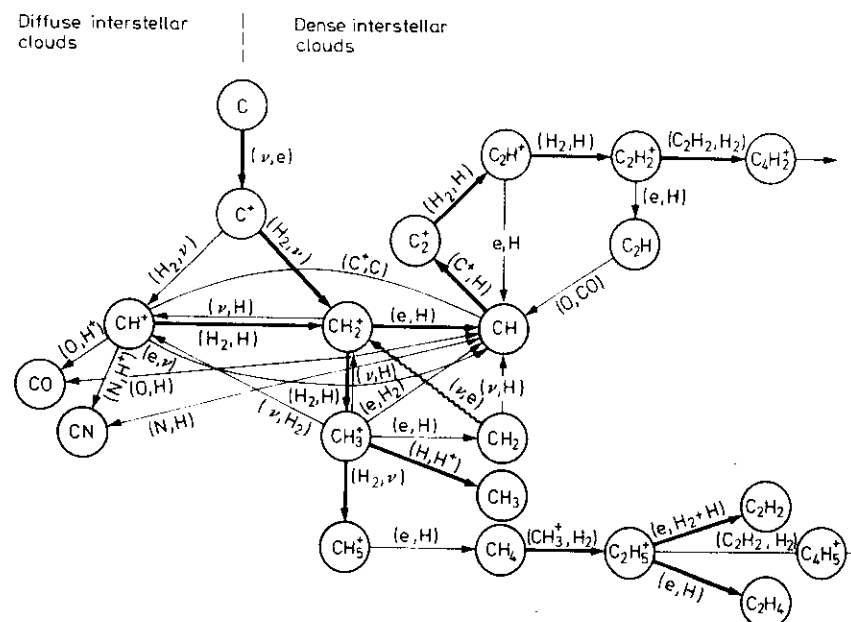 Diffuse interstellar
clouds
Dense interstellar
clouds
C
(ν,e)
C⁺
(H₂,ν)
(H₂,ν)
(C⁺,C)
C₂H⁺
(H₂,H)
C₂H₂⁺
(C₂H₂,H₂)
C₄H₂⁺
(H₂,H)
e,H
(e,H)
C₂⁺
C₂H
(C⁺,H)
(O,CO)
CH⁺
(ν,H)
(H₂,H)
CH₂⁺
(e,H)
CH
(O,H⁺)
(e,ν)
(N,H⁺)
CO
(O,H)
(H₂,H)
(ν,H)
(e,H₂)
(ν,e)
(ν,H)
CN
(N,H)
(ν,H₂)
CH₃⁺
(e,H)
CH₂
(H,H⁺)
(H₂,ν)
CH₃
CH₅⁺
(e,H)
CH₄
(CH₃⁺,H₂)
C₂H₅⁺
(e,H₂+H)
C₂H₂
(C₂H₂,H₂)
C₄H₅⁺
(e,H)
C₂H₄